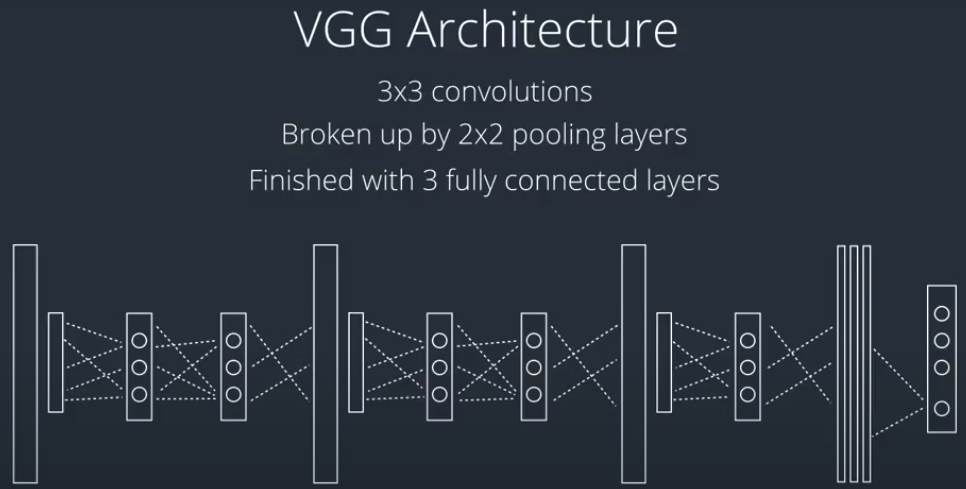 VGG Architecture
3x3 convolutions
Broken up by 2x2 pooling layers
Finished with 3 fully connected layers